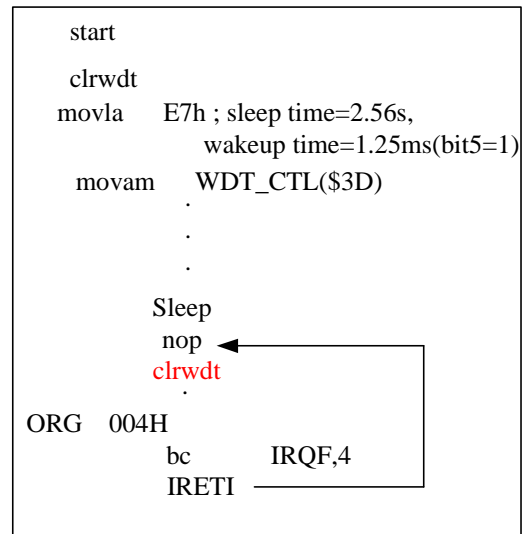 start
clrwdt
movla E7h ; sleep time=2.56s,
wakeup time=1.25ms(bit5=1)
movam WDT_CTL($3D)
.
.
.
Sleep
nop
clrwdt
.
ORG 004H
bc IRQF,4
IRETI